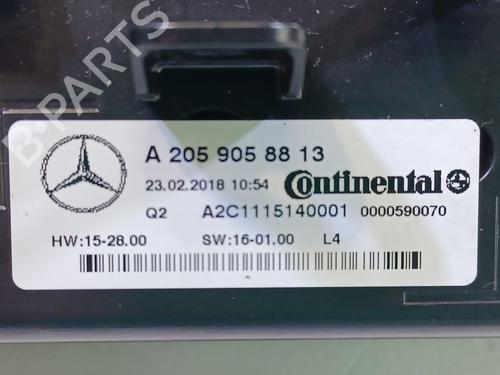 B-PARTS
A 205 905 88 13
23.02.2018 10:54 Continental
Q2 A2C1115140001 0000590070
HW:15-28.00 SW:16-01.00 L4